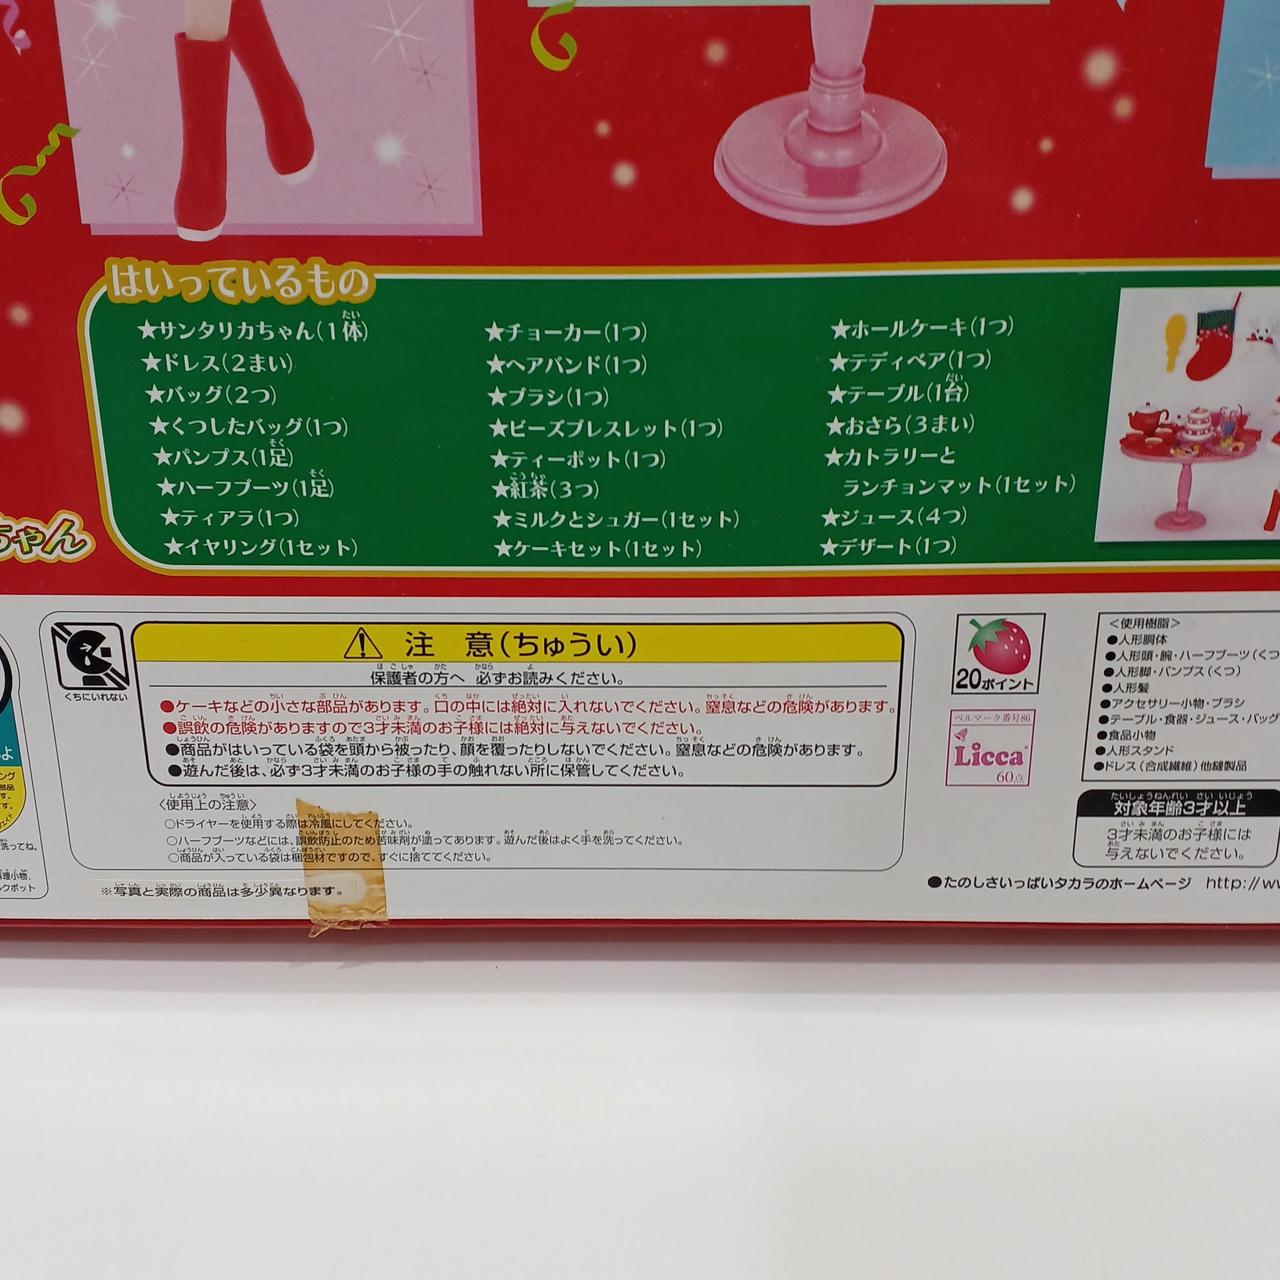 はいっているもの
★サンタリカちゃん(1体)
★ドレス(2まい)
★バッグ(2つ)
★くつしたバッグ(1つ)
★パンプス(1足)
★ハーフブーツ(1足)
★ティアラ(1つ)
★イヤリング(1セット)
★チョーカー(1つ)
★ヘアバンド(1つ)
★ブラシ(1つ)
★ビーズブレスレット(1つ)
★ティーポット(1つ)
★紅茶(3つ)
★ミルクとシュガー(1セット)
★ケーキセット(1セット)
★ホールケーキ(1つ)
★テディベア(1つ)
★テーブル(1台)
★おさら(3まい)
★カトラリーと
ランチョンマット(1セット)
★ジュース(4つ)
★デザート(1つ)
ちゃん
くちにいれない
注 意(ちゅうい)
保護者の方へ 必ずお読みください。
●ケーキなどの小さな部品があります。口の中には絶対に入れないでください。窒息などの危険があります。
●誤飲の危険がありますので3才未満のお子様には絶対に与えないでください。
●商品がはいっている袋を頭から被ったり、顔を覆ったりしないでください。窒息などの危険があります。
●遊んだ後は、必ず3才未満のお子様の手の触れない所に保管してください。
〈使用上の注意〉
○ドライヤーを使用する際は冷風にしてください。
○ハーフブーツなどには、誤飲防止のため苦味剤が塗ってあります。遊んだ後はよく手を洗ってください。
○商品が入っている袋は梱包材ですので、すぐに捨ててください。
※写真と実際の商品は多少異なります。
20ポイント
ベルマーク番号86
Licca
60点
<使用樹脂>
●人形胴体
●人形頭・腕・ハーフブーツ(くつ
●人形脚・パンプス(くつ)
●人形髪
●アクセサリー小物・ブラシ
●テーブル・食器・ジュース・バッグ
●食品小物
●人形スタンド
●ドレス(合成繊維)他縫製品
対象年齢3才以上
3才未満のお子様には
与えないでください。
●たのしさいっぱいタカラのホームページ http://w